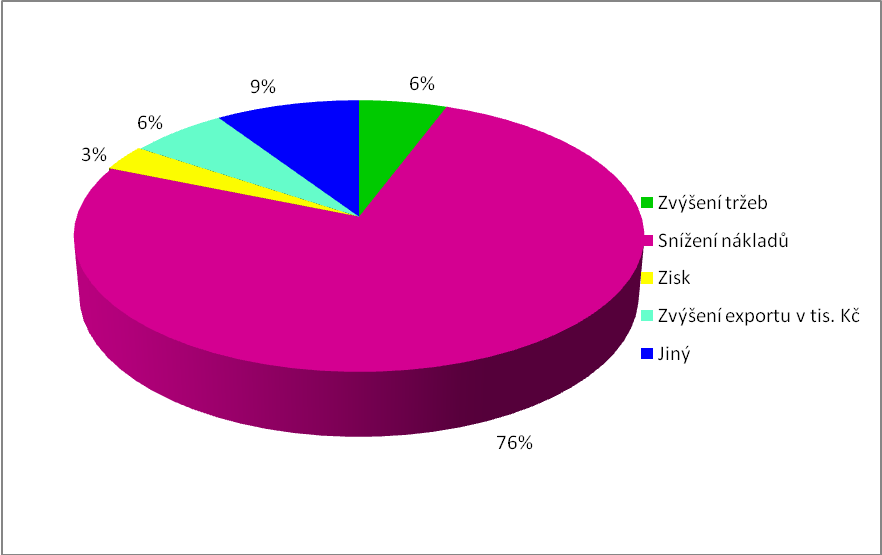 9%
6%
6%
3%
Zvýšení tržeb
Snížení nákladů
Zisk
Zvýšení exportu v tis. Kč
Jiný
76%